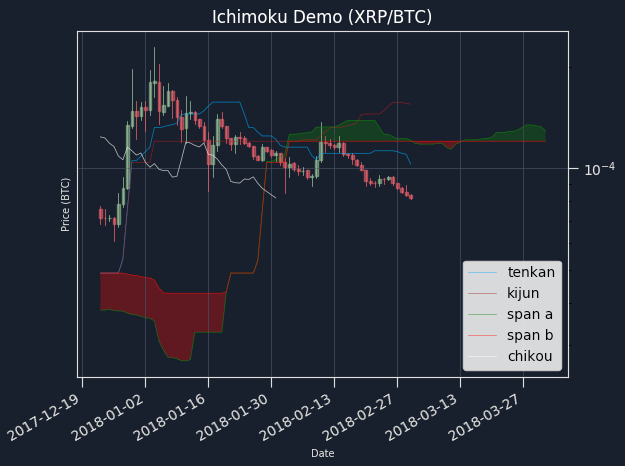 Ichimoku Demo (XRP/BTC)
Price (BTC)
10⁻⁴
tenkan
kijun
span a
span b
chikou
2017-12-19
2018-01-02
2018-01-16
2018-01-30
2018-02-13
2018-02-27
2018-03-13
2018-03-27
Date